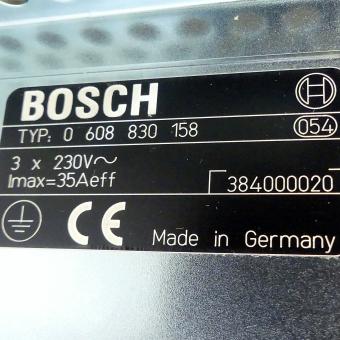 BOSCH
TYP: 0 608 830 158 054
3 x 230V~
Imax=35Aeff 384000020
CE Made in Germany